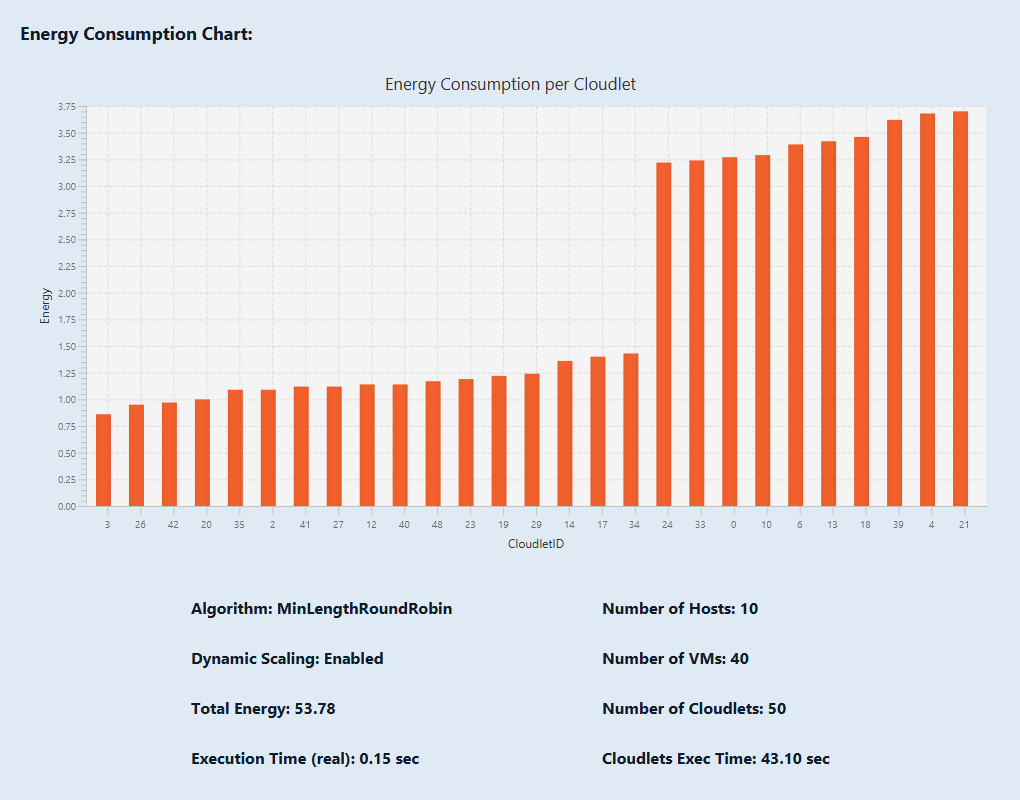 Energy Consumption Chart:
Energy Consumption per Cloudlet
3.75
3.50
3.25
3.00
2.75
2.50
2.25
2.00
1.75
1.50
1.25
1.00
0.75
0.50
0.25
0.00
Energy
3 26 42 20 35 2 41 27 12 40 48 23 19 29 14 17 34 24 33 0 10 6 13 18 39 4 21
CloudletID
Algorithm: MinLengthRoundRobin
Number of Hosts: 10
Dynamic Scaling: Enabled
Number of VMs: 40
Total Energy: 53.78
Number of Cloudlets: 50
Execution Time (real): 0.15 sec
Cloudlets Exec Time: 43.10 sec